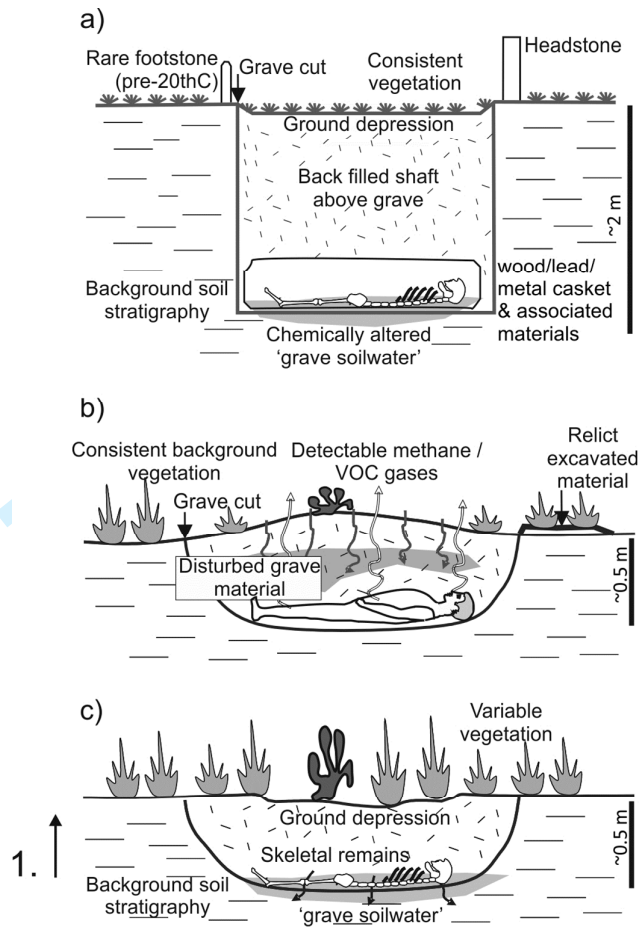 a)
Rare footstone
(pre-20thC)
Grave cut
Consistent
vegetation
Headstone
Ground depression
Back filled shaft
above grave
~2 m
Background soil
stratigraphy
wood/lead/
metal casket
& associated
materials
Chemically altered
‘grave soilwater’
b)
Consistent background
vegetation
Detectable methane /
VOC gases
Relict
excavated
material
Grave cut
Disturbed grave
material
~0.5 m
c)
Variable
vegetation
Ground depression
Skeletal remains
~0.5 m
1.
Background soil
stratigraphy
‘grave soilwater’